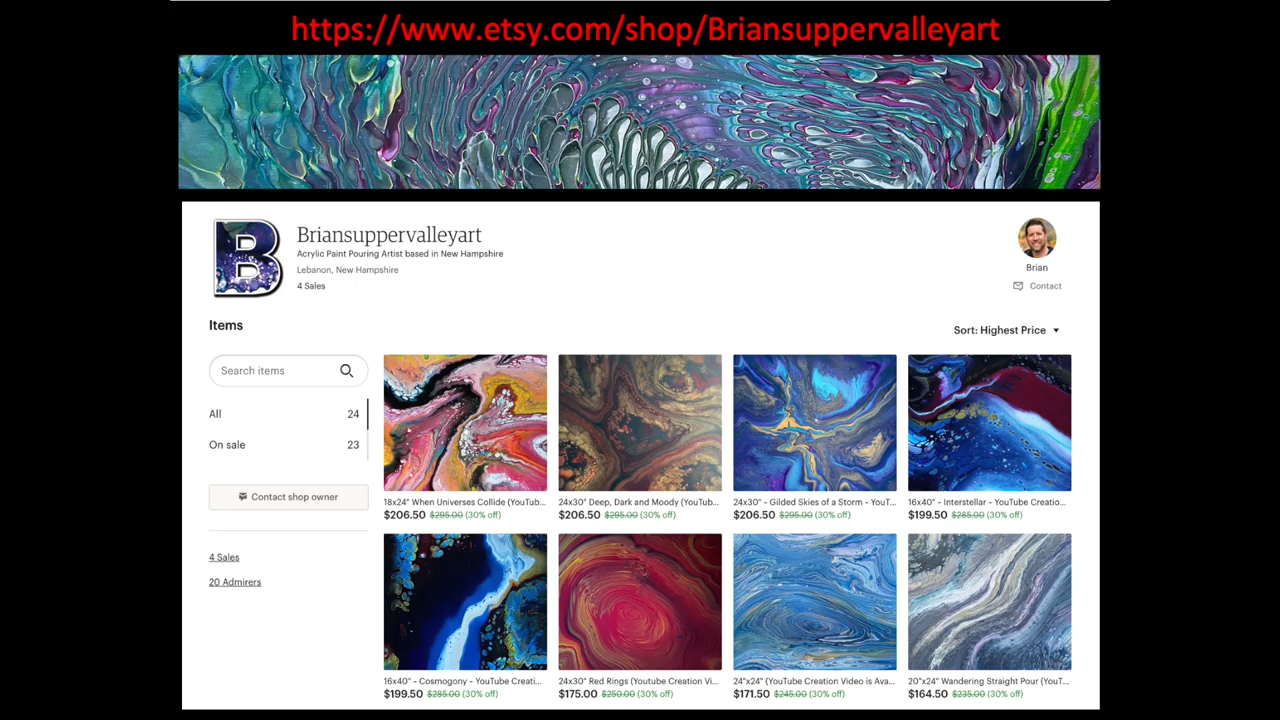 https://www.etsy.com/shop/Briansuppervalleyart
B
Briansuppervalleyart
Acrylic Paint Pouring Artist based in New Hampshire
Lebanon, New Hampshire
4 Sales
Brian
Contact
Items
Sort: Highest Price
Search items
All 24
On sale 23
Contact shop owner
4 Sales
20 Admirers
18x24" When Universes Collide (YouTub...
$206.50 $295.00 (30% off)
24x30" Deep, Dark and Moody (YouTub...
$206.50 $295.00 (30% off)
24x30" - Gilded Skies of a Storm - YouT...
$206.50 $295.00 (30% off)
16x40" - Interstellar - YouTube Creatio...
$199.50 $285.00 (30% off)
16x40" - Cosmogony - YouTube Creati...
$199.50 $285.00 (30% off)
24x30" Red Rings (Youtube Creation Vi...
$175.00 $250.00 (30% off)
24"x24" (YouTube Creation Video is Ava...
$171.50 $245.00 (30% off)
20"x24" Wandering Straight Pour (YouT...
$164.50 $235.00 (30% off)